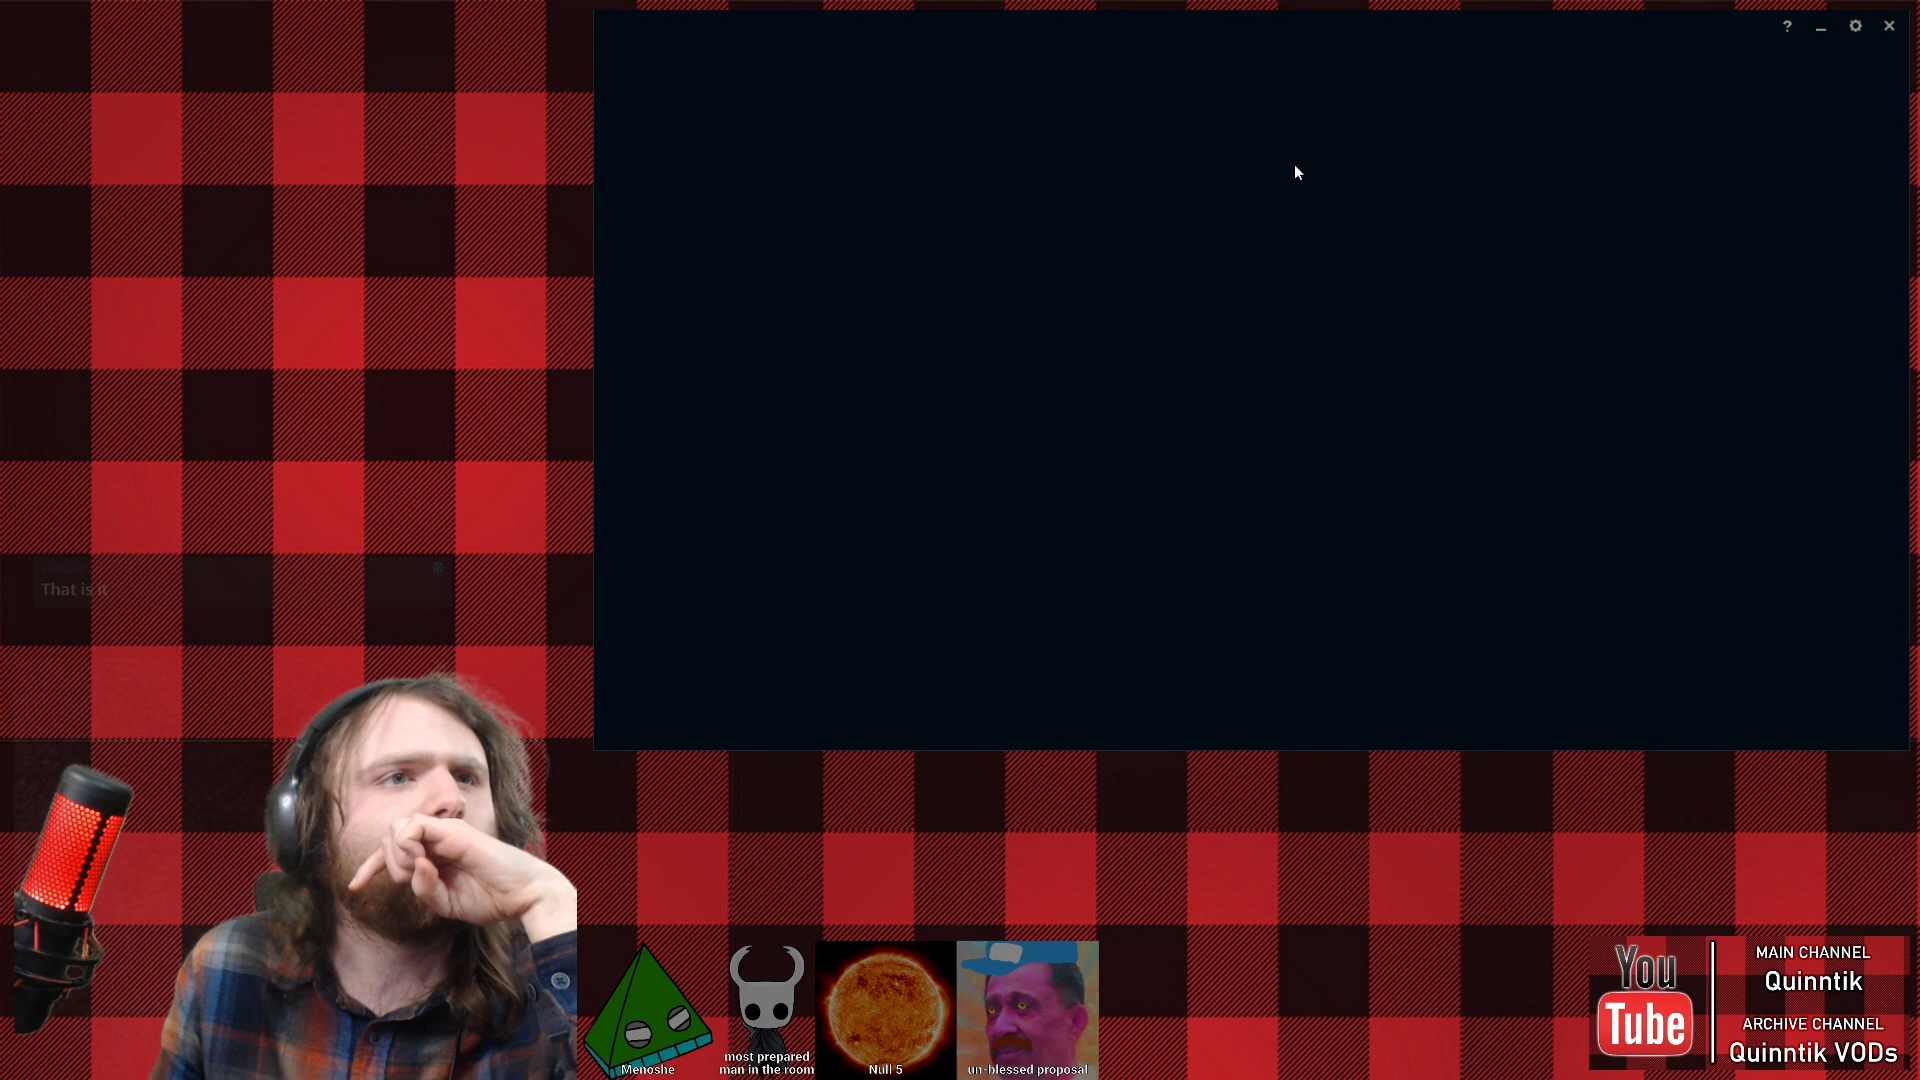 ?
That is it
Menoshe
most prepared
man in the room
Null 5
un-blessed proposal
You
Tube
MAIN CHANNEL
Quinntik
ARCHIVE CHANNEL
Quinntik VODs